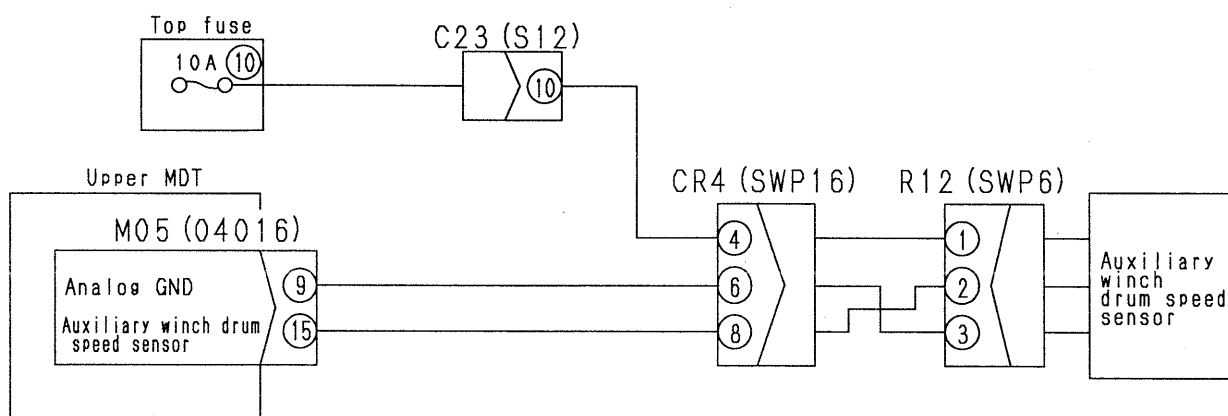 Top fuse
10A 10
C23 (S12)
10
Upper MDT
M05 (04016)
Analog GND
9
Auxiliary winch drum
speed sensor
15
CR4 (SWP16)
4
6
8
R12 (SWP6)
1
2
3
Auxiliary
winch
drum speed
sensor